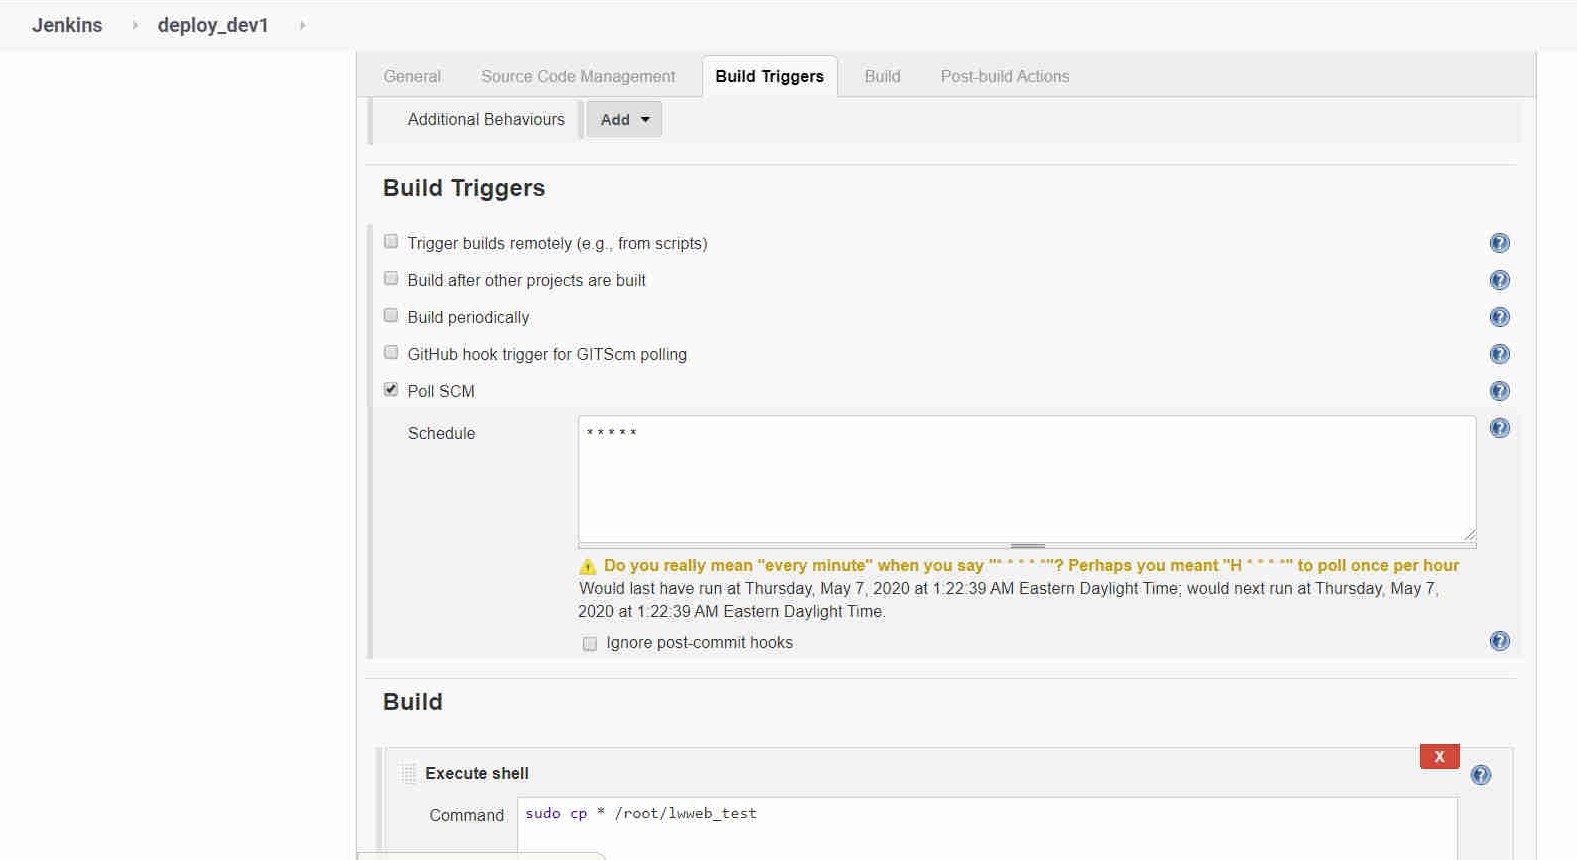 Jenkins deploy_dev1
General Source Code Management Build Triggers Build Post-build Actions
Additional Behaviours Add
Build Triggers
Trigger builds remotely (e.g., from scripts)
Build after other projects are built
Build periodically
GitHub hook trigger for GITScm polling
Poll SCM
Schedule * * * * *
Do you really mean "every minute" when you say "* * * * *"? Perhaps you meant "H * * * *" to poll once per hour
Would last have run at Thursday, May 7, 2020 at 1:22:39 AM Eastern Daylight Time; would next run at Thursday, May 7,
2020 at 1:22:39 AM Eastern Daylight Time.
Ignore post-commit hooks
Build
X
Execute shell
Command sudo cp * /root/lwweb_test